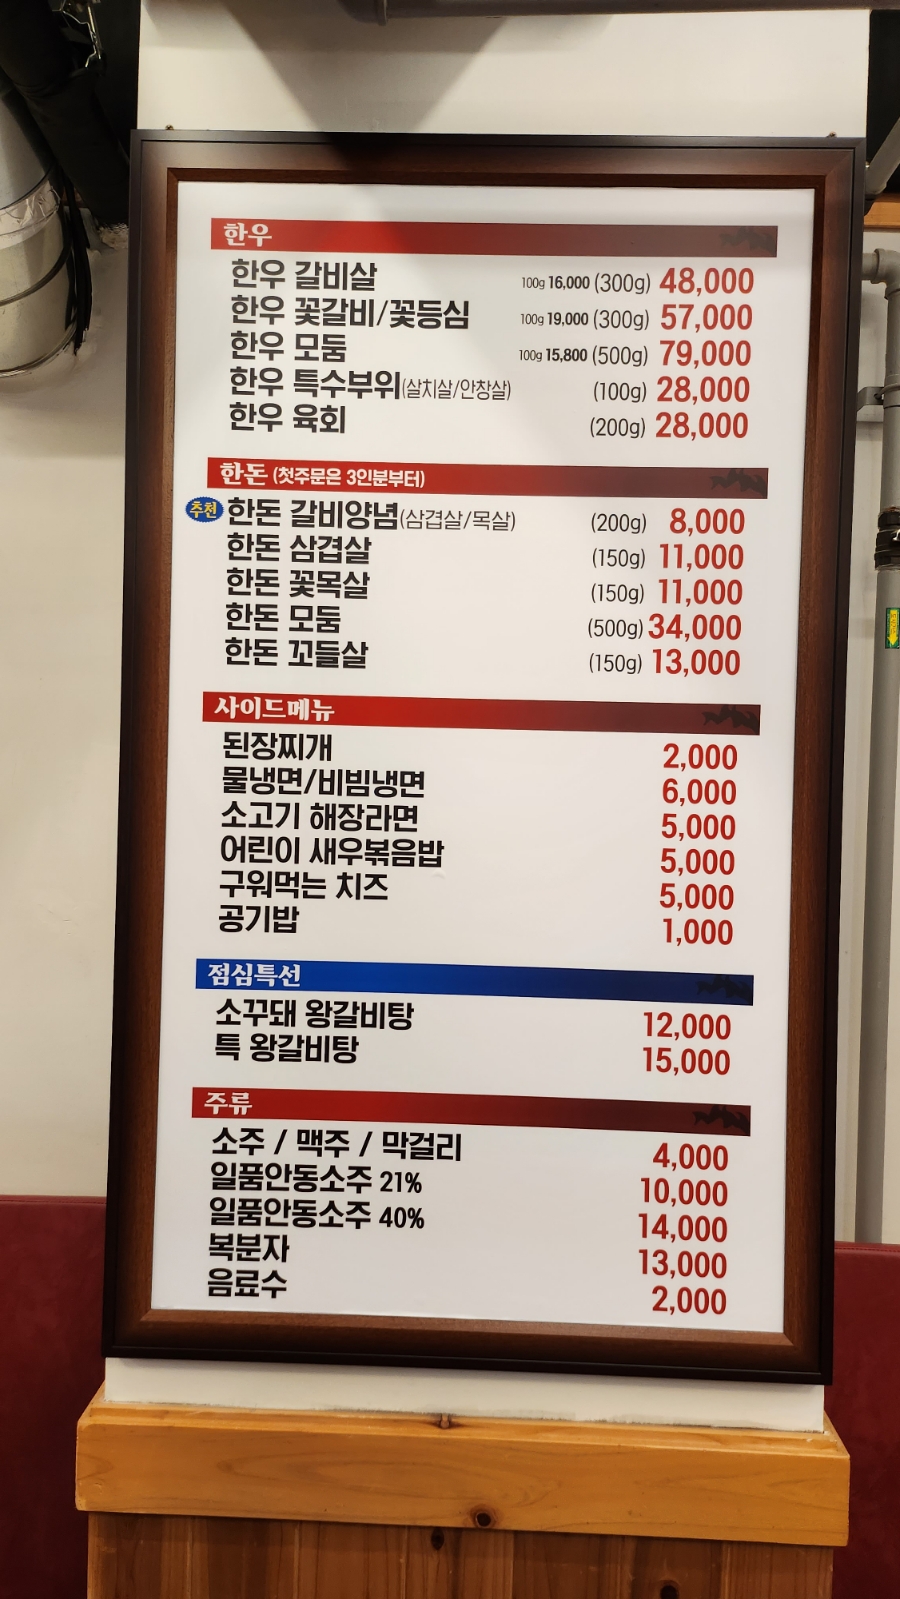 한우
한우 갈비살 100g 16,000 (300g) 48,000
한우 꽃갈비/꽃등심 100g 19,000 (300g) 57,000
한우 모둠 100g 15,800 (500g) 79,000
한우 특수부위(살치살/안창살) (100g) 28,000
한우 육회 (200g) 28,000
한돈 (첫주문은 3인분부터)
추천 한돈 갈비양념(삼겹살/목살) (200g) 8,000
한돈 삼겹살 (150g) 11,000
한돈 꽃목살 (150g) 11,000
한돈 모둠 (500g) 34,000
한돈 꼬들살 (150g) 13,000
사이드메뉴
된장찌개 2,000
물냉면/비빔냉면 6,000
소고기 해장라면 5,000
어린이 새우볶음밥 5,000
구워먹는 치즈 5,000
공기밥 1,000
점심특선
소꾸돼 왕갈비탕 12,000
특 왕갈비탕 15,000
주류
소주 / 맥주 / 막걸리 4,000
일품안동소주 21% 10,000
일품안동소주 40% 14,000
복분자 13,000
음료수 2,000